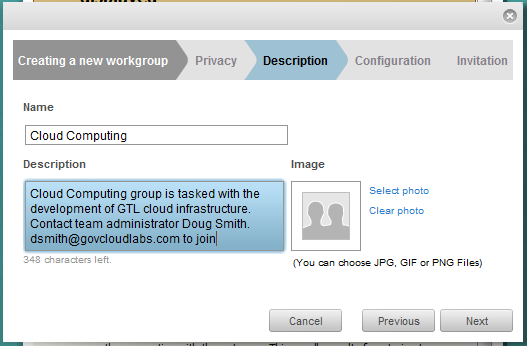 Creating a new workgroup Privacy Description Configuration Invitation
Name
Cloud Computing
Description Image
Cloud Computing group is tasked with the
development of GTL cloud infrastructure.
Contact team administrator Doug Smith.
dsmith@govcloudlabs.com to join
Select photo
Clear photo
348 characters left.
(You can choose JPG, GIF or PNG Files)
Cancel Previous Next